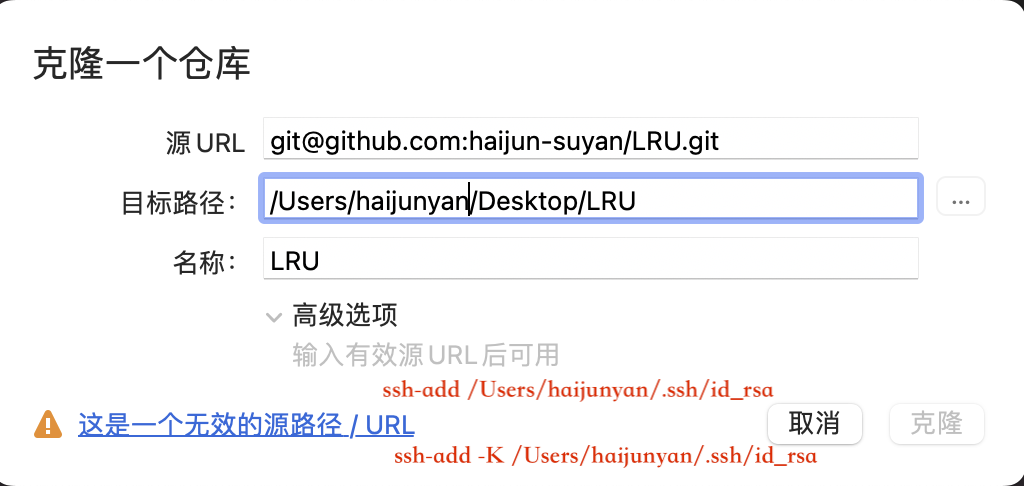 克隆一个仓库
源 URL git@github.com:haijun-suyan/LRU.git
目标路径： /Users/haijunyan/Desktop/LRU ...
名称： LRU
高级选项
输入有效源 URL 后可用
ssh-add /Users/haijunyan/.ssh/id_rsa
这是一个无效的源路径 / URL 取消 克隆
ssh-add -K /Users/haijunyan/.ssh/id_rsa